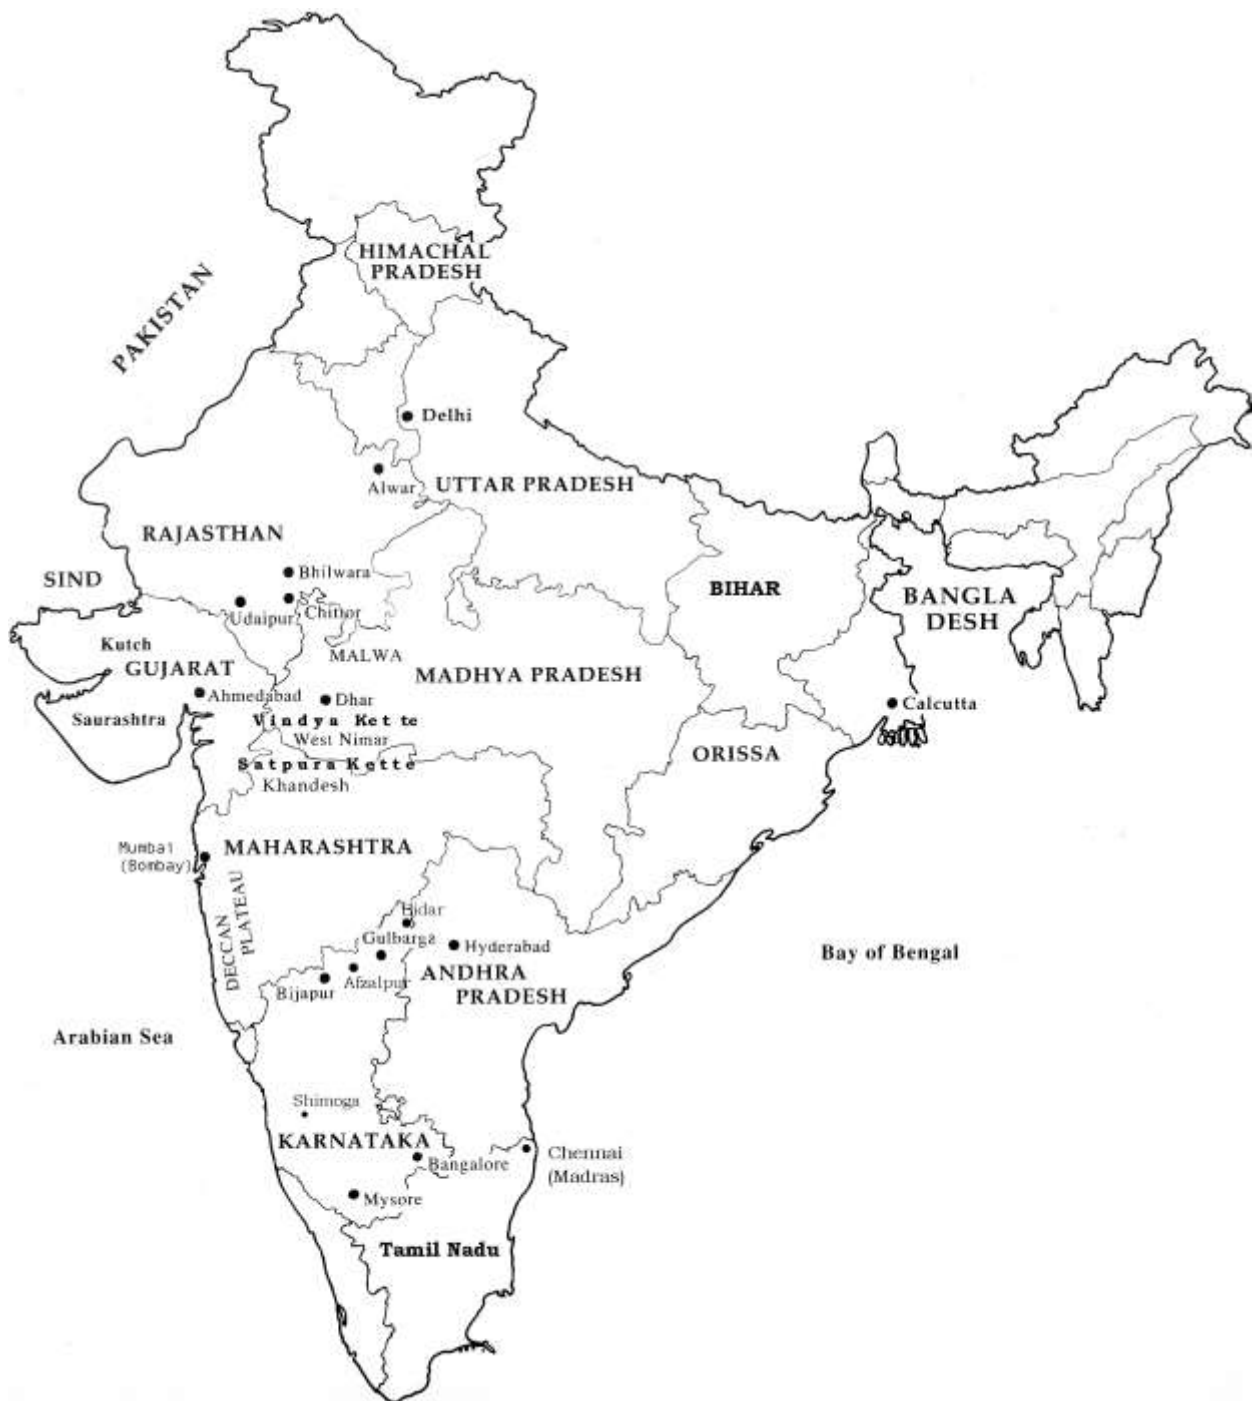 HIMACHAL
PRADESH
PAKISTAN
Delhi
Alwar
UTTAR PRADESH
RAJASTHAN
SIND
Bhilwara
Chittor
Udaipur
BIHAR
BANGLA
DESH
Kutch
GUJARAT
MALWA
MADHYA PRADESH
Ahmedabad
Dhar
Calcutta
Saurashtra
Vindya Kette
West Nimar
ORISSA
Satpura Kette
Khandesh
Mumbai
(Bombay)
MAHARASHTRA
DECCAN
PLATEAU
Bidar
Gulbarga
Hyderabad
Bay of Bengal
Afzalpur
ANDHRA
PRADESH
Bijapur
Arabian Sea
Shimoga
KARNATAKA
Bangalore
Chennai
(Madras)
Mysore
Tamil Nadu